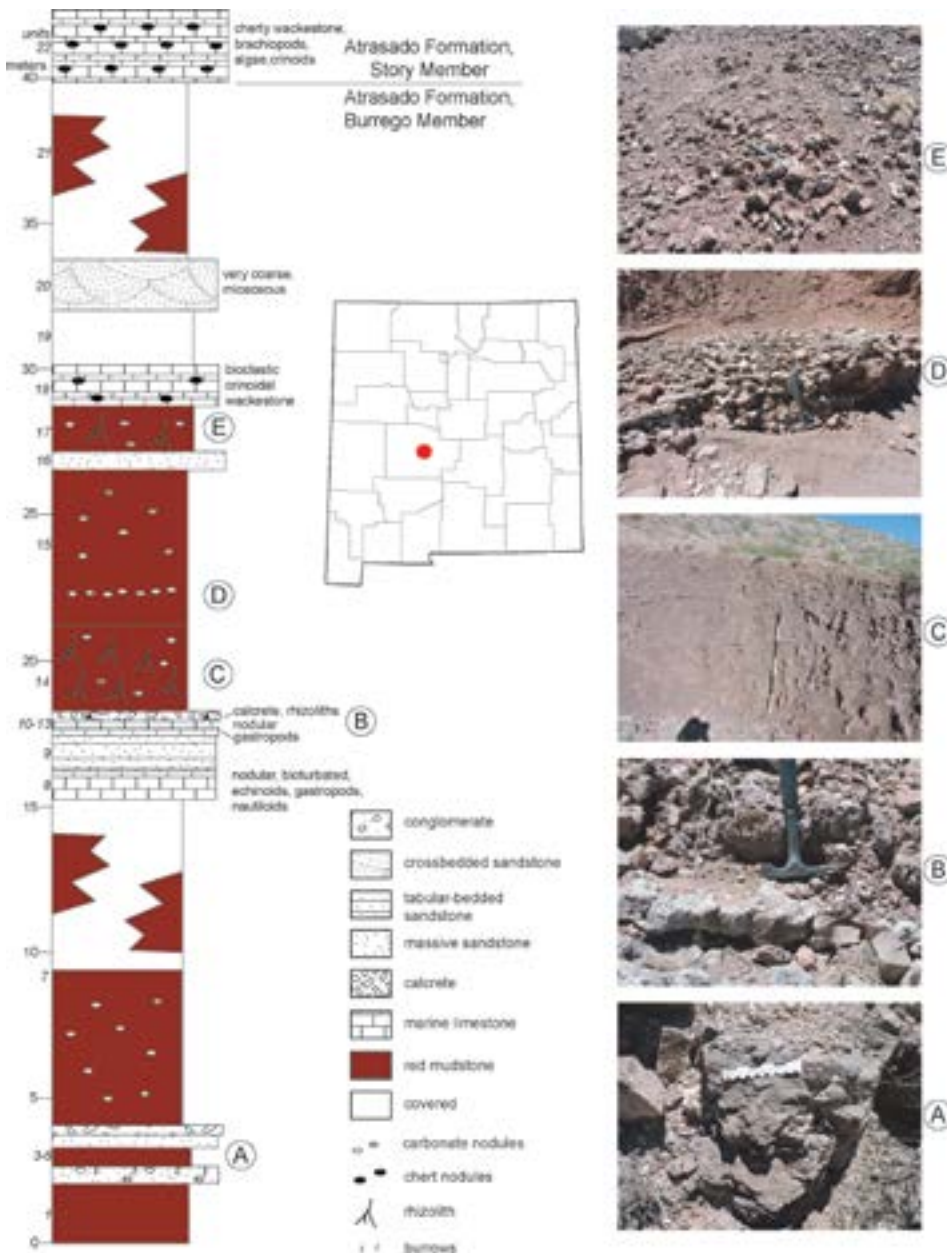 units
22
meters
40
cherty wackestone,
brachiopods,
algae,crinoids
Atrasado Formation,
Story Member
Atrasado Formation,
Burrego Member
21
35
20
very coarse,
micaceous
19
30
18
bioclastic
crinoidal
wackestone
17
E
16
25
15
D
20
14
C
10-13
calcrete, rhizoliths
nodular
gastropods
B
9
8
nodular, bioturbated,
echinoids, gastropods,
nautiloids
15
10
7
5
A
1
0
conglomerate
crossbedded sandstone
tabular-bedded
sandstone
massive sandstone
calcrete
marine limestone
red mudstone
covered
carbonate nodules
chert nodules
rhizolith
burrows
E
D
C
B
A